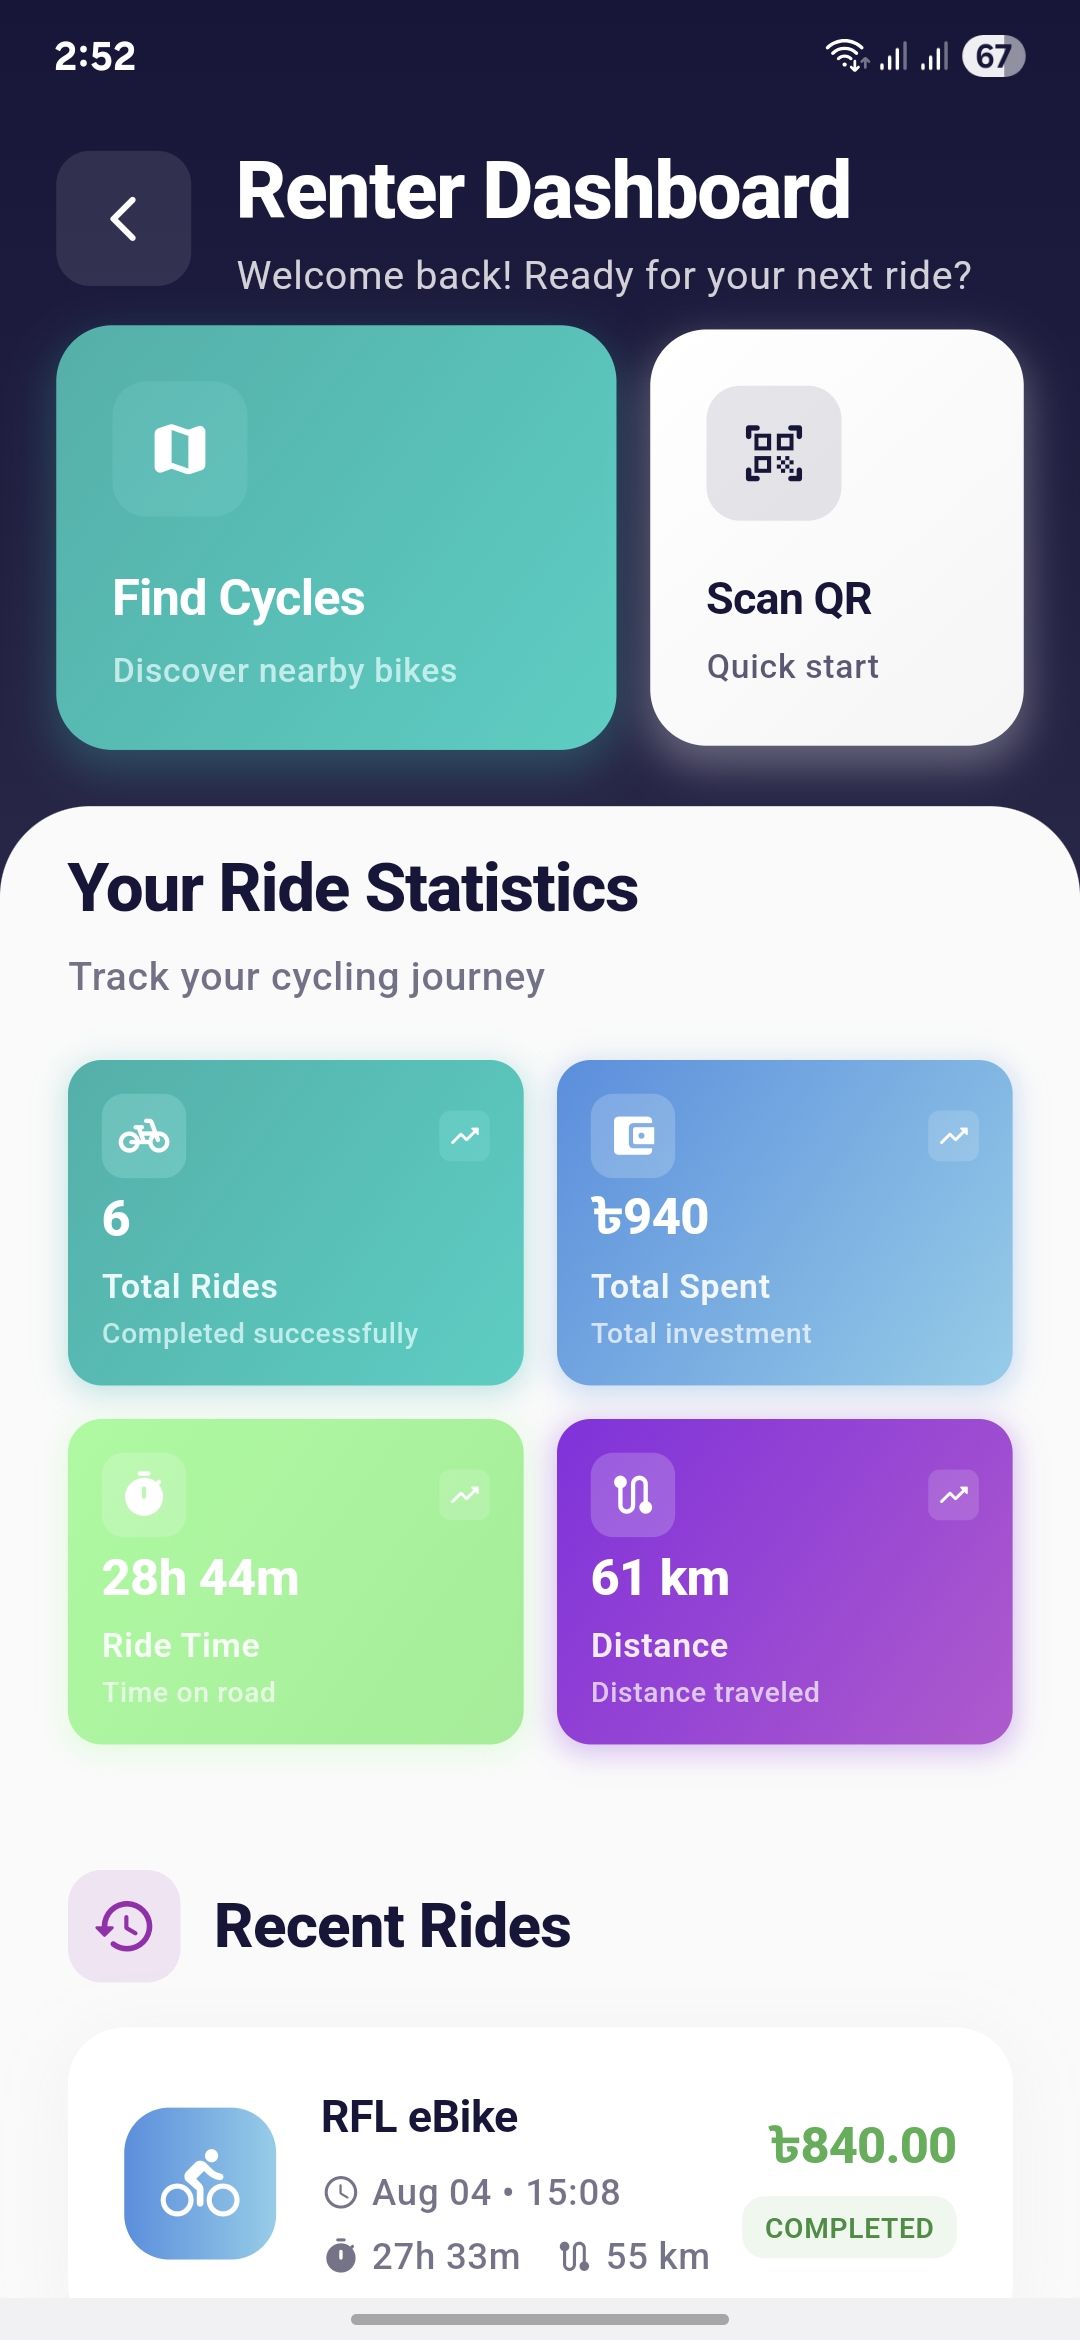 2:52
67
Renter Dashboard
Welcome back! Ready for your next ride?
Find Cycles
Discover nearby bikes
Scan QR
Quick start
Your Ride Statistics
Track your cycling journey
6
Total Rides
Completed successfully
৳940
Total Spent
Total investment
28h 44m
Ride Time
Time on road
61 km
Distance
Distance traveled
Recent Rides
RFL eBike
Aug 04 • 15:08
27h 33m 55 km
৳840.00
COMPLETED